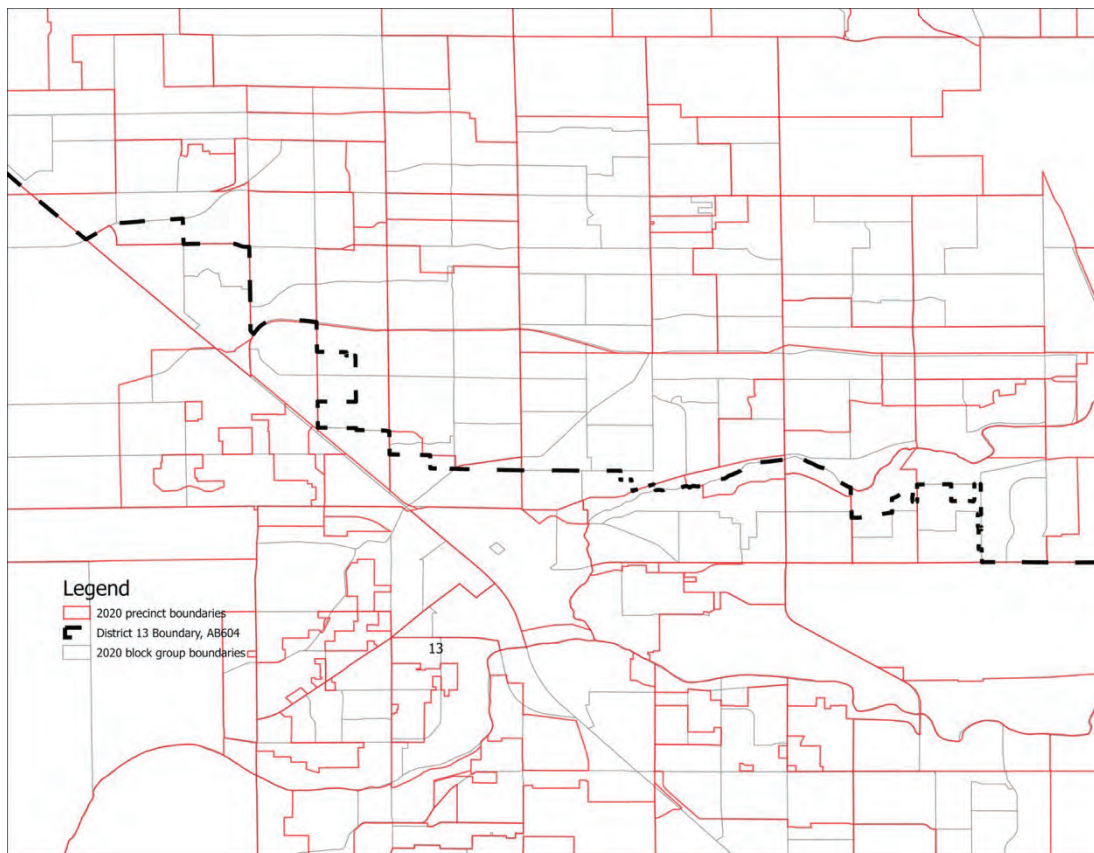 Legend
2020 precinct boundaries
District 13 Boundary, AB604
2020 block group boundaries
13